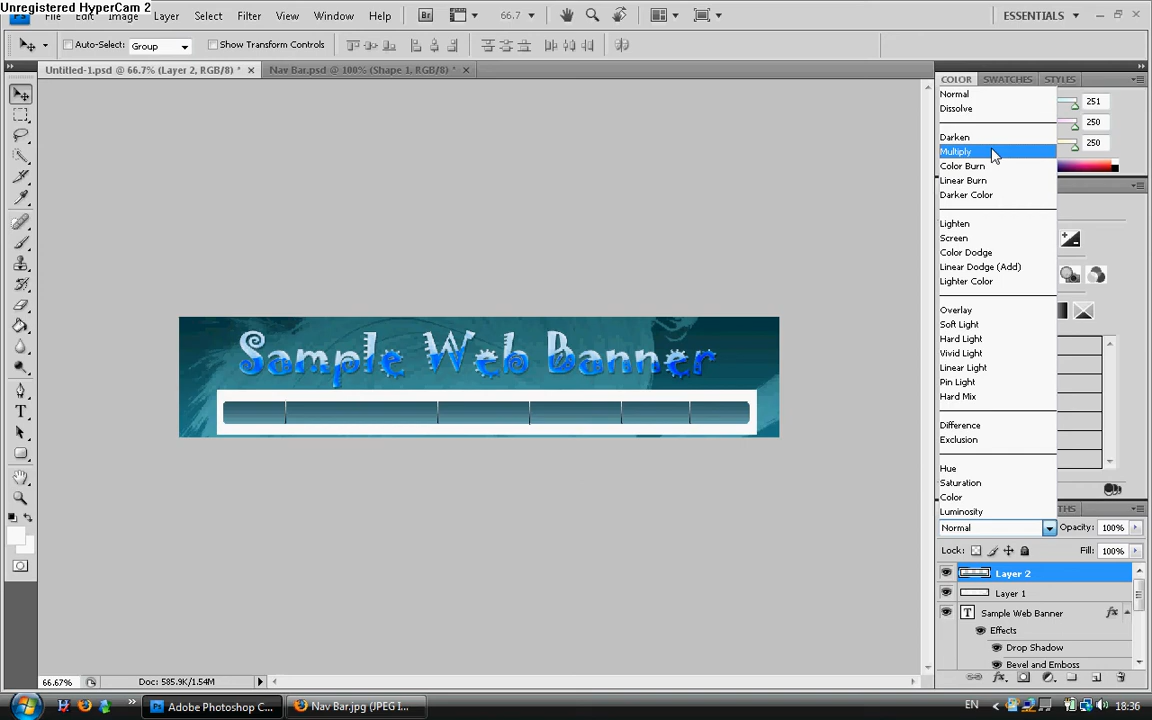 Unregistered HyperCam 2
Ps File Edit Image Layer Select Filter View Window Help Br 66.7 ESSENTIALS
Auto-Select: Group Show Transform Controls
Untitled-1.psd @ 66.7% (Layer 2, RGB/8) * Nav Bar.psd @ 100% (Shape 1, RGB/8) *
COLOR SWATCHES STYLES
Normal
251
Dissolve
250
Darken
250
Multiply
Color Burn
Linear Burn
Darker Color
Lighten
Screen
Color Dodge
Linear Dodge (Add)
Lighter Color
Overlay
Soft Light
Hard Light
Vivid Light
Linear Light
Pin Light
Hard Mix
Difference
Exclusion
Hue
Saturation
Color
Luminosity
Sample Web Banner
THS
Normal Opacity: 100%
Lock: Fill: 100%
Layer 2
Layer 1
T Sample Web Banner fx
Effects
Drop Shadow
Bevel and Emboss
66.67% Doc: 585.9K/1.54M
Ps Adobe Photoshop C... Nav Bar.jpg (JPEG I... EN 18:36